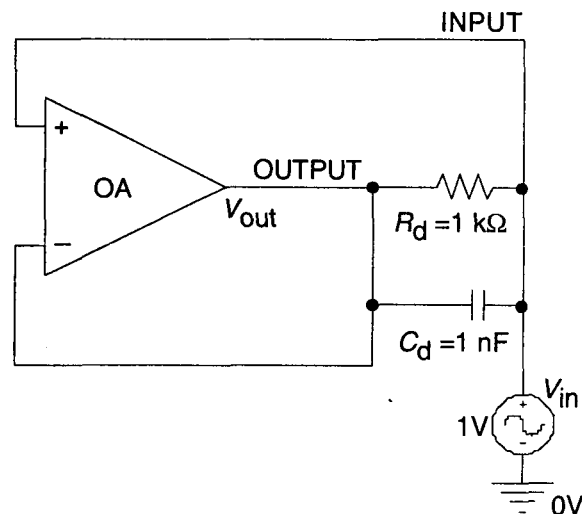 INPUT
+
OA
OUTPUT
V_out
R_d = 1 kΩ
−
C_d = 1 nF
V_in
+
1V
-
0V